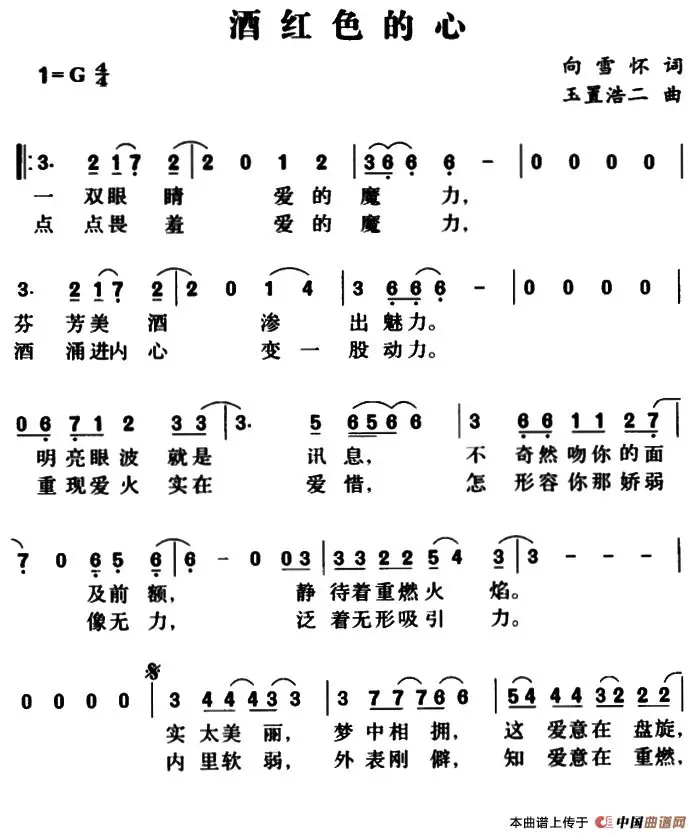 酒红色的心
1=G 4/4
向雪怀 词
玉置浩二 曲
3· 2 1 7 2 2 0 1 2 3 6 6 6 - 0 0 0 0
一双眼睛 爱的魔力,
点点畏羞 爱的魔力,
3· 2 1 7 2 2 0 1 4 3 6 6 6 - 0 0 0 0
芬芳美酒 渗出魅力。
酒涌进内心 变一股动力。
0 6 7 1 2 3 3 3· 5 6 5 6 6 3 6 6 1 1 2 7
明亮眼波就是讯息, 不奇然吻你的面
重现爱火实在爱惜, 怎形容你那娇弱
7 0 6 5 6 6 - 0 0 3 3 3 2 2 5 4 3 3 - - -
及前额, 静待着重燃火焰。
像无力, 泛着无形吸引力。
0 0 0 0 3 4 4 4 3 3 3 7 7 7 6 6 5 4 4 4 3 2 2 2
实太美丽, 梦中相拥, 这爱意在盘旋,
内里软弱, 外表刚僻, 知爱意在重燃,
本曲谱上传于 中国曲谱网